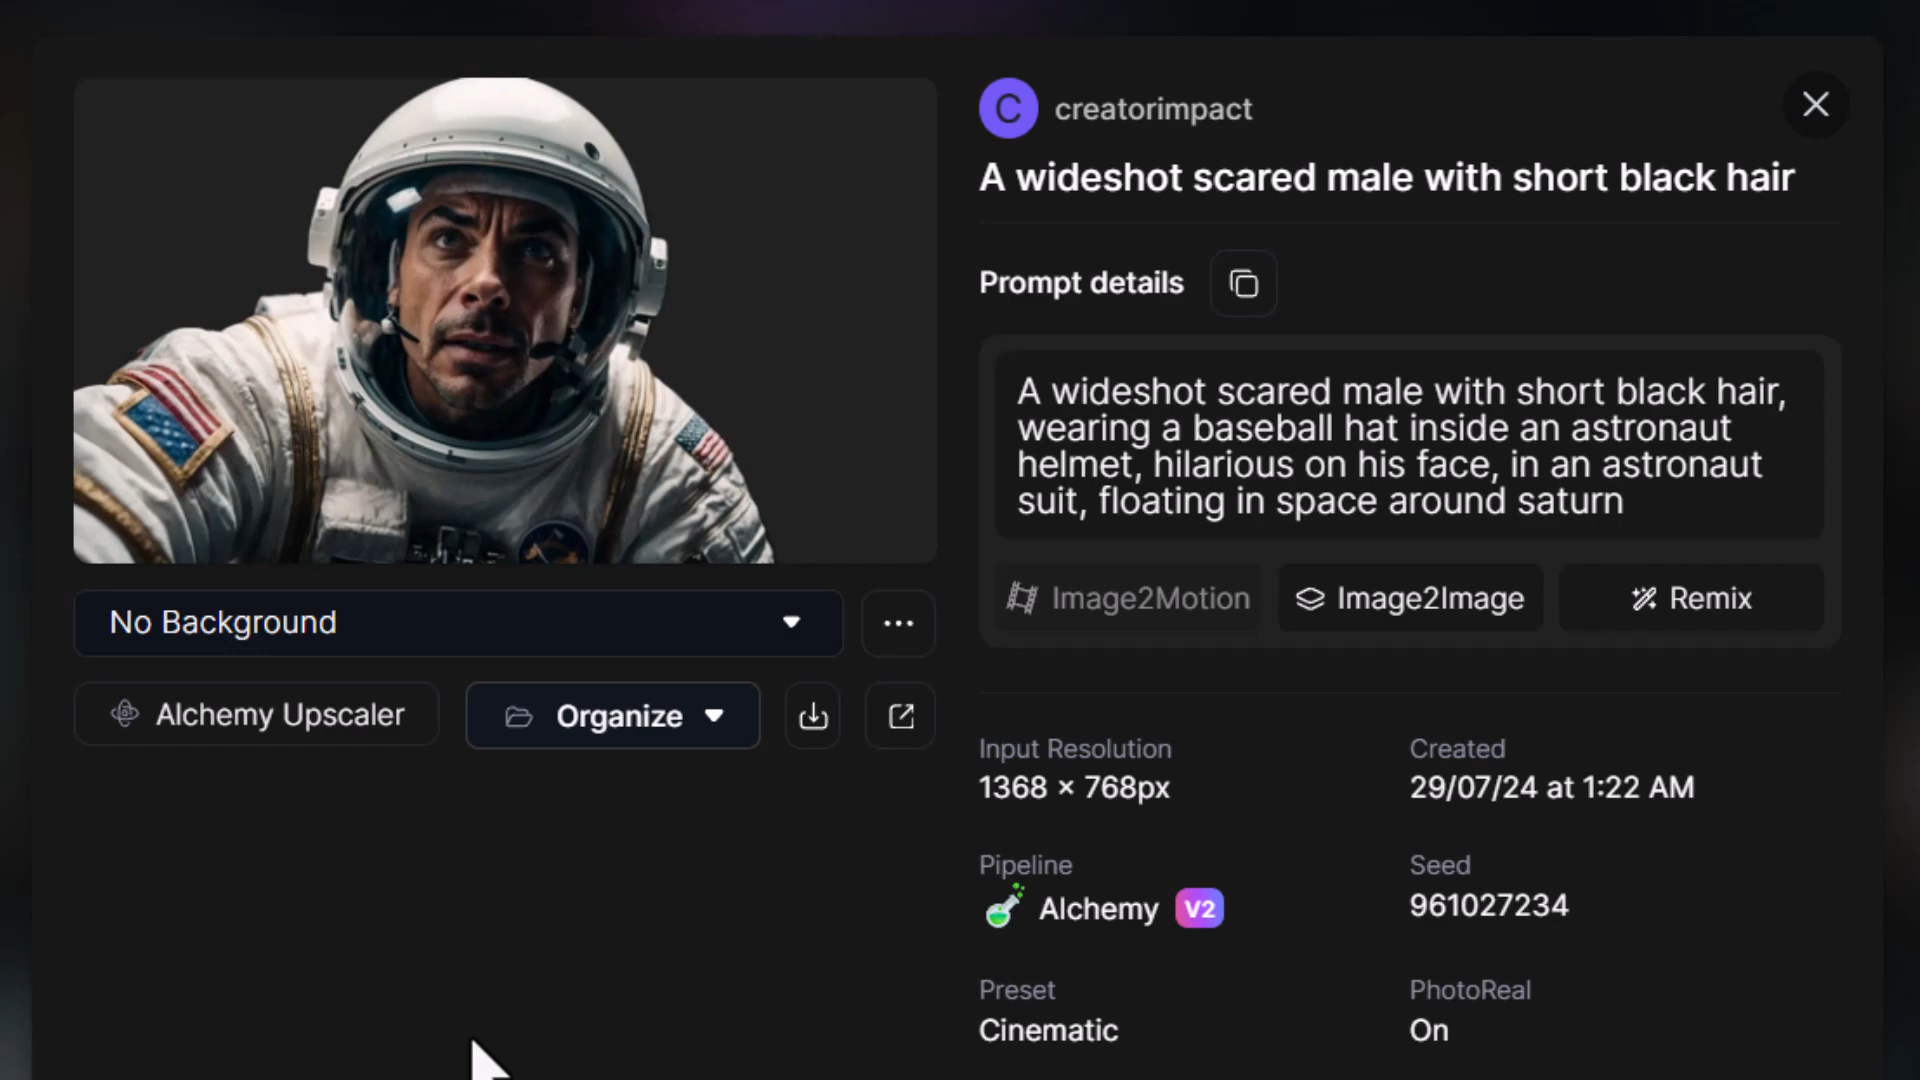 C creatorimpact
A wideshot scared male with short black hair
Prompt details
A wideshot scared male with short black hair,
wearing a baseball hat inside an astronaut
helmet, hilarious on his face, in an astronaut
suit, floating in space around saturn
Image2Motion Image2Image Remix
No Background
Alchemy Upscaler Organize
Input Resolution Created
1368 × 768px 29/07/24 at 1:22 AM
Pipeline Seed
Alchemy V2 961027234
Preset PhotoReal
Cinematic On